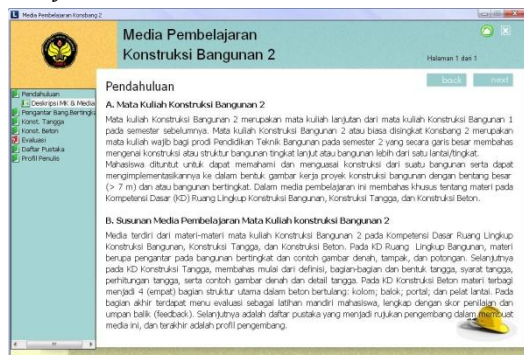 Media Pembelajaran Konsbang 2
Media Pembelajaran
Konstruksi Bangunan 2
Halaman 1 dari 1
back
next
Pendahuluan
Deskripsi MK & Media
Pengantar Bang.Bertingka
Konst. Tangga
Konst. Beton
Evaluasi
Daftar Pustaka
Profil Penulis
Pendahuluan
A. Mata Kuliah Konstruksi Bangunan 2
Mata kuliah Konstruksi Bangunan 2 merupakan mata kuliah lanjutan dari mata kuliah Konstruksi Bangunan 1
pada semester sebelumnya. Mata kuliah Konstruksi Bangunan 2 atau biasa disingkat Konsbang 2 merupakan
mata kuliah wajib bagi prodi Pendidikan Teknik Bangunan pada semester 2 yang secara garis besar membahas
mengenai konstruksi atau struktur bangunan tingkat lanjut atau bangunan lebih dari satu lantai/tingkat.
Mahasiswa dituntut untuk dapat memahami dan menguasai konstruksi dari suatu bangunan serta dapat
mengimplementasikannya ke dalam bentuk gambar kerja proyek konstruksi bangunan dengan bentang besar
(> 7 m) dan atau bangunan bertingkat. Dalam media pembelajaran ini membahas khusus tentang materi pada
Kompetensi Dasar (KD) Ruang Lingkup Konstruksi Bangunan, Konstruksi Tangga, dan Konstruksi Beton.
B. Susunan Media Pembelajaran Mata Kuliah konstruksi Bangunan 2
Media terdiri dari materi-materi mata kuliah Konstruksi Bangunan 2 pada Kompetensi Dasar Ruang Lingkup
Konstruksi Bangunan, Konstruksi Tangga, dan Konstruksi Beton. Pada KD Ruang Lingkup Bangunan, materi
berupa pengantar pada bangunan bertingkat dan contoh gambar denah, tampak, dan potongan. Selanjutnya
pada KD Konstruksi Tangga, membahas mulai dari definisi, bagian-bagian dan bentuk tangga, syarat tangga,
perhitungan tangga, serta contoh gambar denah dan detail tangga. Pada KD Konstruksi Beton materi terbagi
menjadi 4 (empat) bagian struktur utama dalam beton bertulang: kolom; balok; portal; dan pelat lantai. Pada
bagian akhir terdapat menu evaluasi sebagai latihan mandiri mahasiswa, lengkap dengan skor penilaian dan
umpan balik (feedback). Selanjutnya adalah daftar pustaka yang menjadi rujukan pengembang dalam membuat
media ini, dan terakhir adalah profil pengembang.